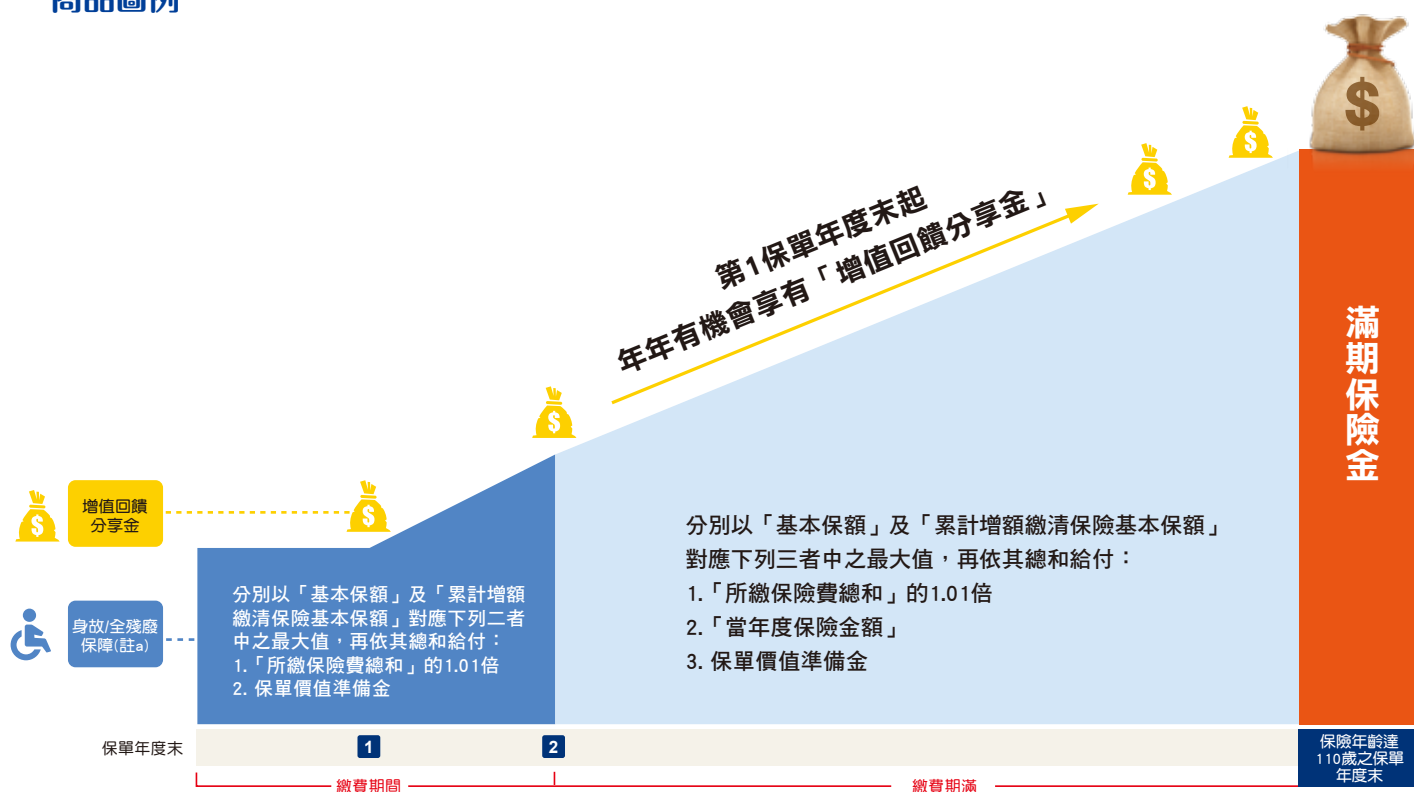 商品圖例
$
$
$
第1保單年度末起
年年有機會享有「增值回饋分享金」
滿期保險金
$
$
增值回饋
分享金
$
分別以「基本保額」及「累計增額繳清保險基本保額」
對應下列三者中之最大值，再依其總和給付：
1.「所繳保險費總和」的1.01倍
2.「當年度保險金額」
3. 保單價值準備金
身故/全殘廢
保障(註a)
分別以「基本保額」及「累計增額
繳清保險基本保額」對應下列二者
中之最大值，再依其總和給付：
1.「所繳保險費總和」的1.01倍
2. 保單價值準備金
保單年度末
1
2
保險年齡達
110歲之保單
年度末
繳費期間
繳費期滿